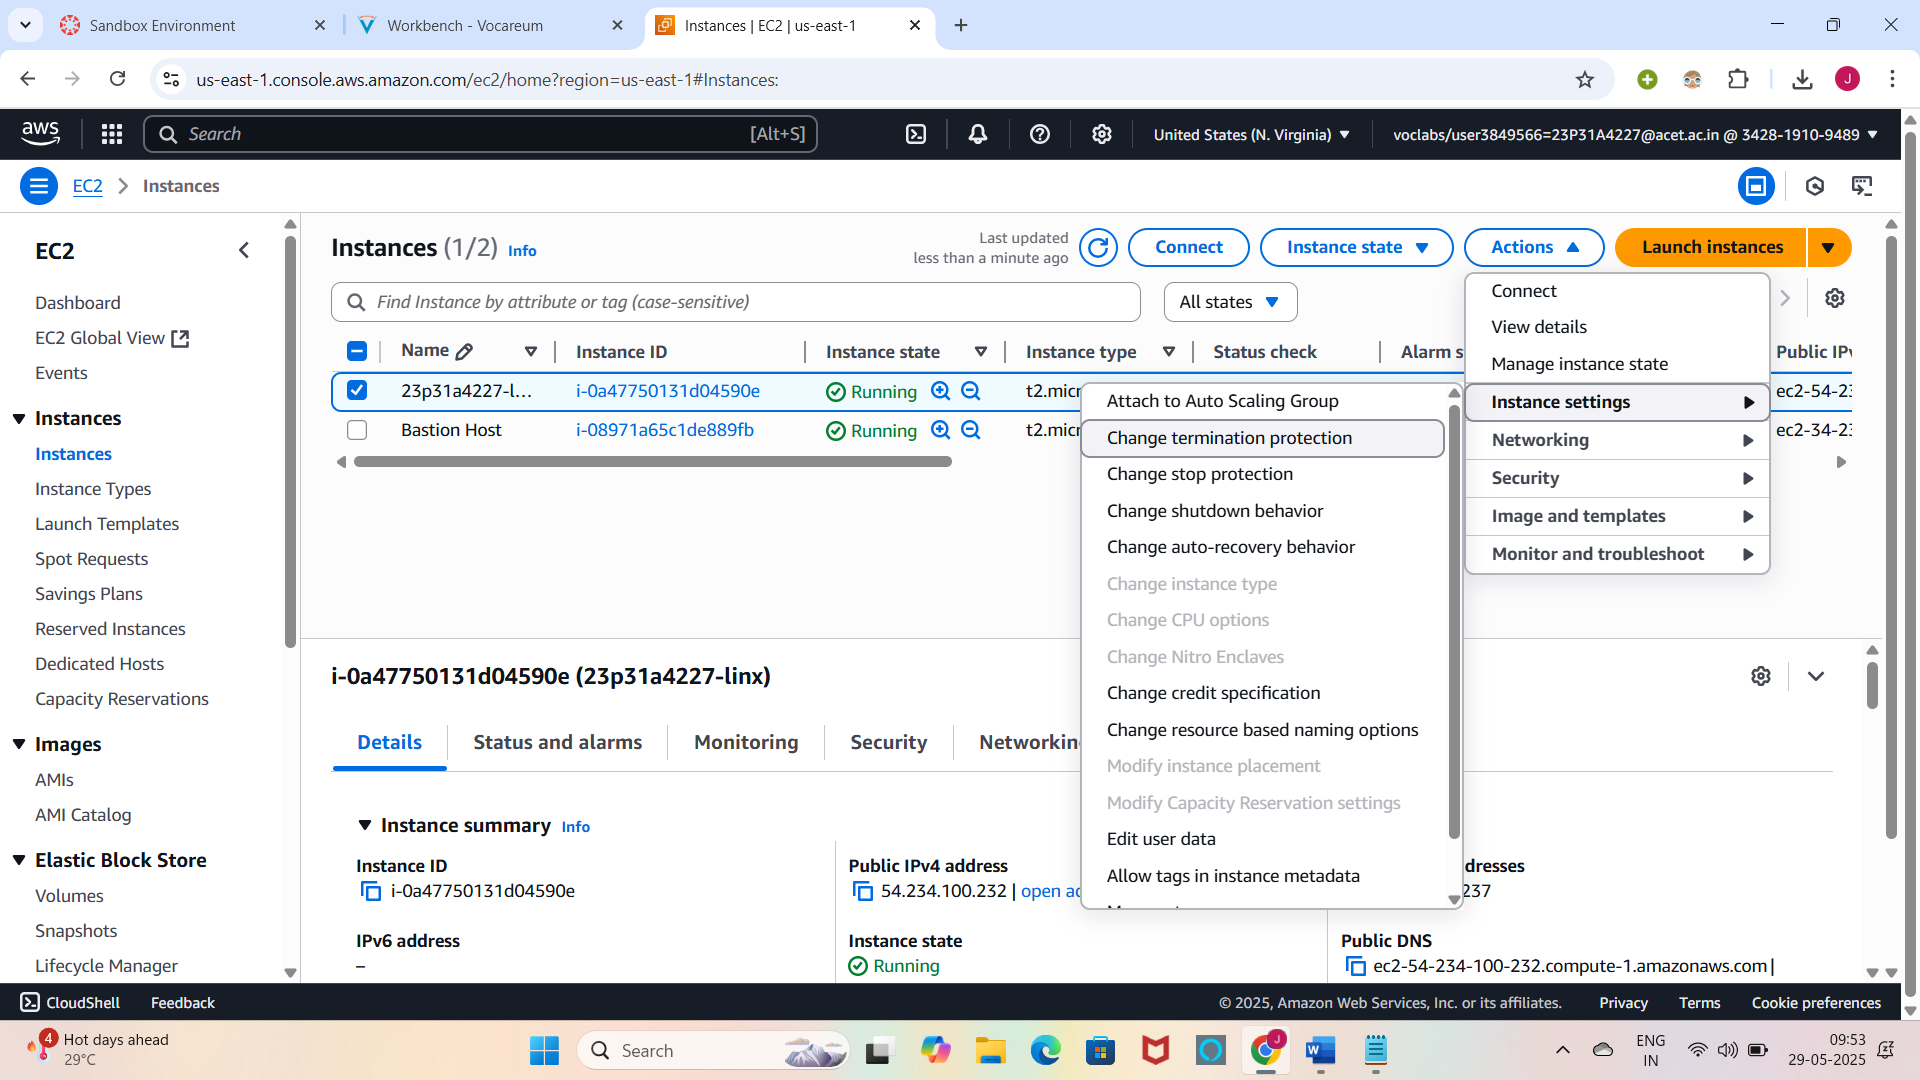 Sandbox Environment
Workbench - Vocareum
Instances | EC2 | us-east-1
us-east-1.console.aws.amazon.com/ec2/home?region=us-east-1#Instances:
J
aws
Search
[Alt+S]
United States (N. Virginia)
voclabs/user3849566=23P31A4227@acet.ac.in @ 3428-1910-9489
EC2
Instances
EC2
Dashboard
EC2 Global View
Events
Instances
Instances
Instance Types
Launch Templates
Spot Requests
Savings Plans
Reserved Instances
Dedicated Hosts
Capacity Reservations
Images
AMIs
AMI Catalog
Elastic Block Store
Volumes
Snapshots
Lifecycle Manager
Instances (1/2) Info
Last updated
less than a minute ago
Connect
Instance state
Actions
Launch instances
Find Instance by attribute or tag (case-sensitive)
All states
Name
Instance ID
Instance state
Instance type
Status check
Alarm s
Public IPv
23p31a4227-l...
i-0a47750131d04590e
Running
t2.micr
ec2-54-23
Bastion Host
i-08971a65c1de889fb
Running
t2.micr
ec2-34-23
Connect
View details
Manage instance state
Instance settings
Networking
Security
Image and templates
Monitor and troubleshoot
Attach to Auto Scaling Group
Change termination protection
Change stop protection
Change shutdown behavior
Change auto-recovery behavior
Change instance type
Change CPU options
Change Nitro Enclaves
Change credit specification
Change resource based naming options
Modify instance placement
Modify Capacity Reservation settings
Edit user data
Allow tags in instance metadata
i-0a47750131d04590e (23p31a4227-linx)
Details
Status and alarms
Monitoring
Security
Networkin
Instance summary Info
Instance ID
i-0a47750131d04590e
Public IPv4 address
54.234.100.232 | open ad
dresses
237
IPv6 address
–
Instance state
Running
Public DNS
ec2-54-234-100-232.compute-1.amazonaws.com |
CloudShell
Feedback
© 2025, Amazon Web Services, Inc. or its affiliates.
Privacy
Terms
Cookie preferences
4
Hot days ahead
29°C
Search
J
W
ENG
IN
09:53
29-05-2025